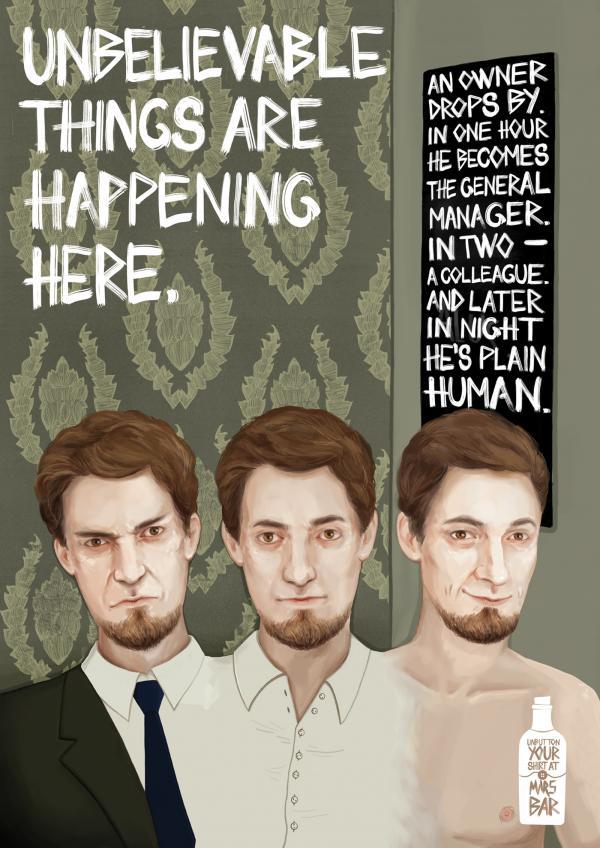 UNBELIEVABLE
THINGS ARE
HAPPENING
HERE.
AN OWNER
DROPS BY.
IN ONE HOUR
HE BECOMES
THE GENERAL
MANAGER.
IN TWO —
A COLLEAGUE.
AND LATER
IN NIGHT
HE'S PLAIN
HUMAN.
UNBUTTON
YOUR
SHIRT AT
MARS
BAR